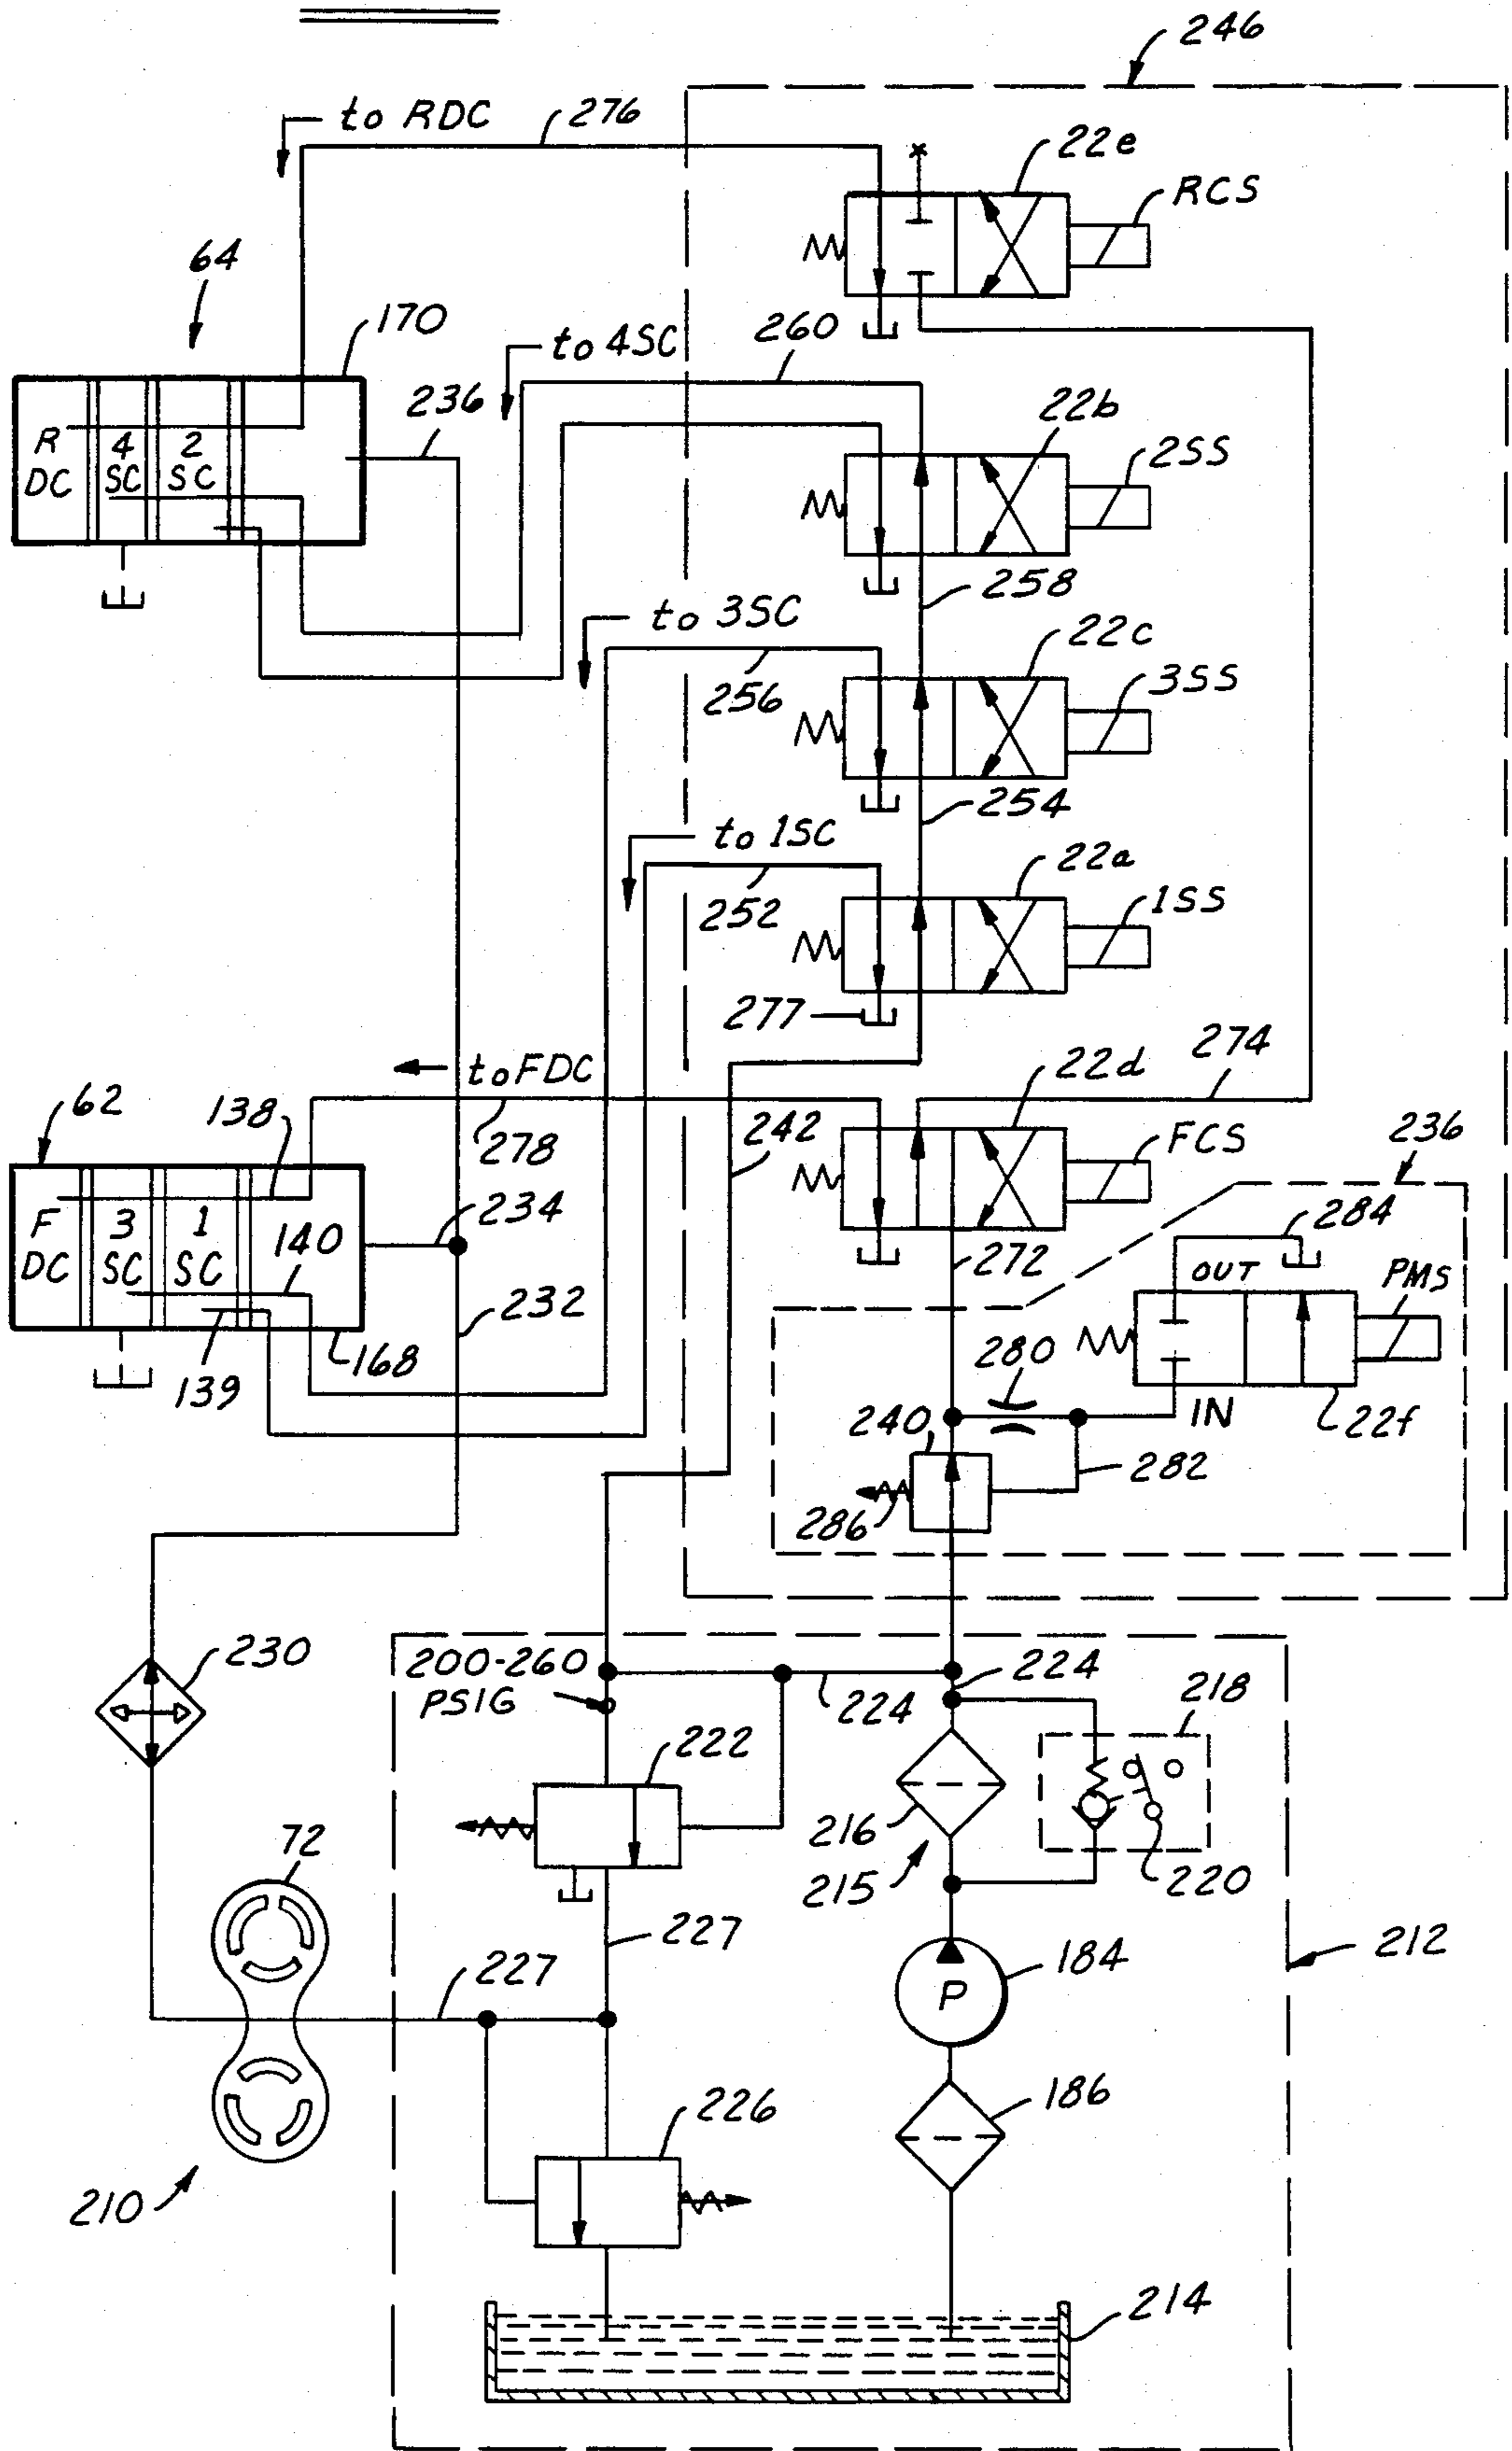 246
to RDC
276
22e
RCS
64
170
to 4SC
260
236
22b
2SS
R
DC
4
SC
2
SC
258
to 3SC
22c
256
3SS
254
to 1SC
22a
252
1SS
277
274
to FDC
22d
62
138
278
242
FCS
236
F
DC
3
SC
1
SC
140
234
284
OUT
PMS
272
232
168
139
280
IN
22f
240
282
286
230
200-260
PSIG
224
224
218
222
216
215
220
72
227
184
P
212
227
186
226
210
214